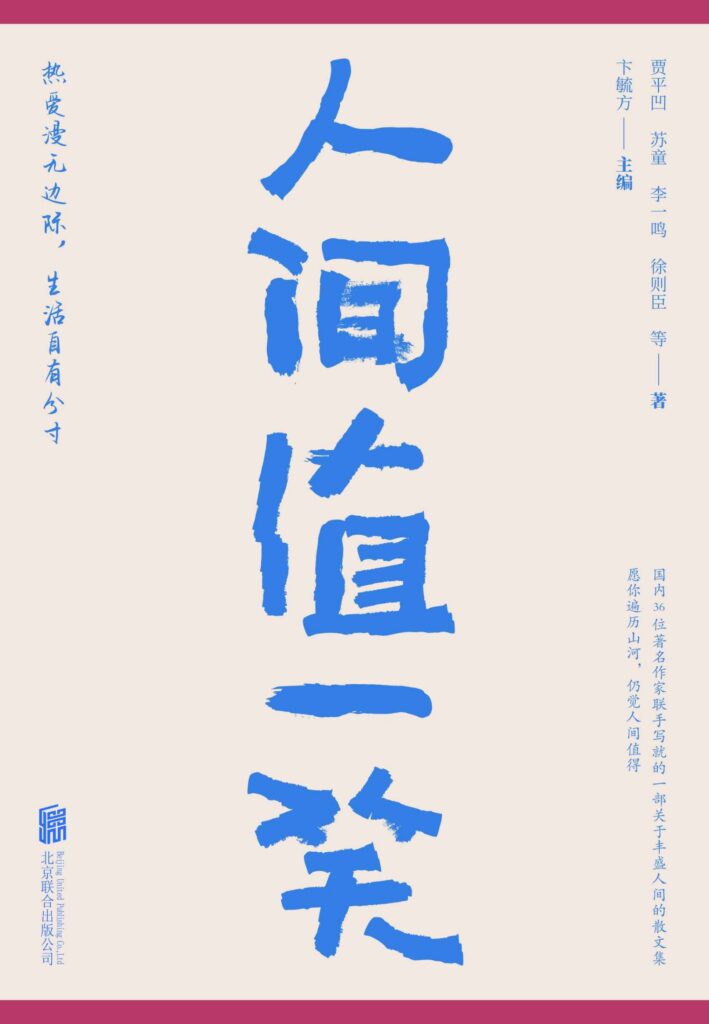 贾平凹 苏童 李一鸣 徐则臣 等——著
卞毓方——主编
人间值一笑
热爱漫无边际，生活自有分寸
国内36位著名作家联手写就的一部关于丰盛人间的散文集
愿你遍历山河，仍觉人间值得
Beijing United Publishing Co.,Ltd
北京联合出版公司